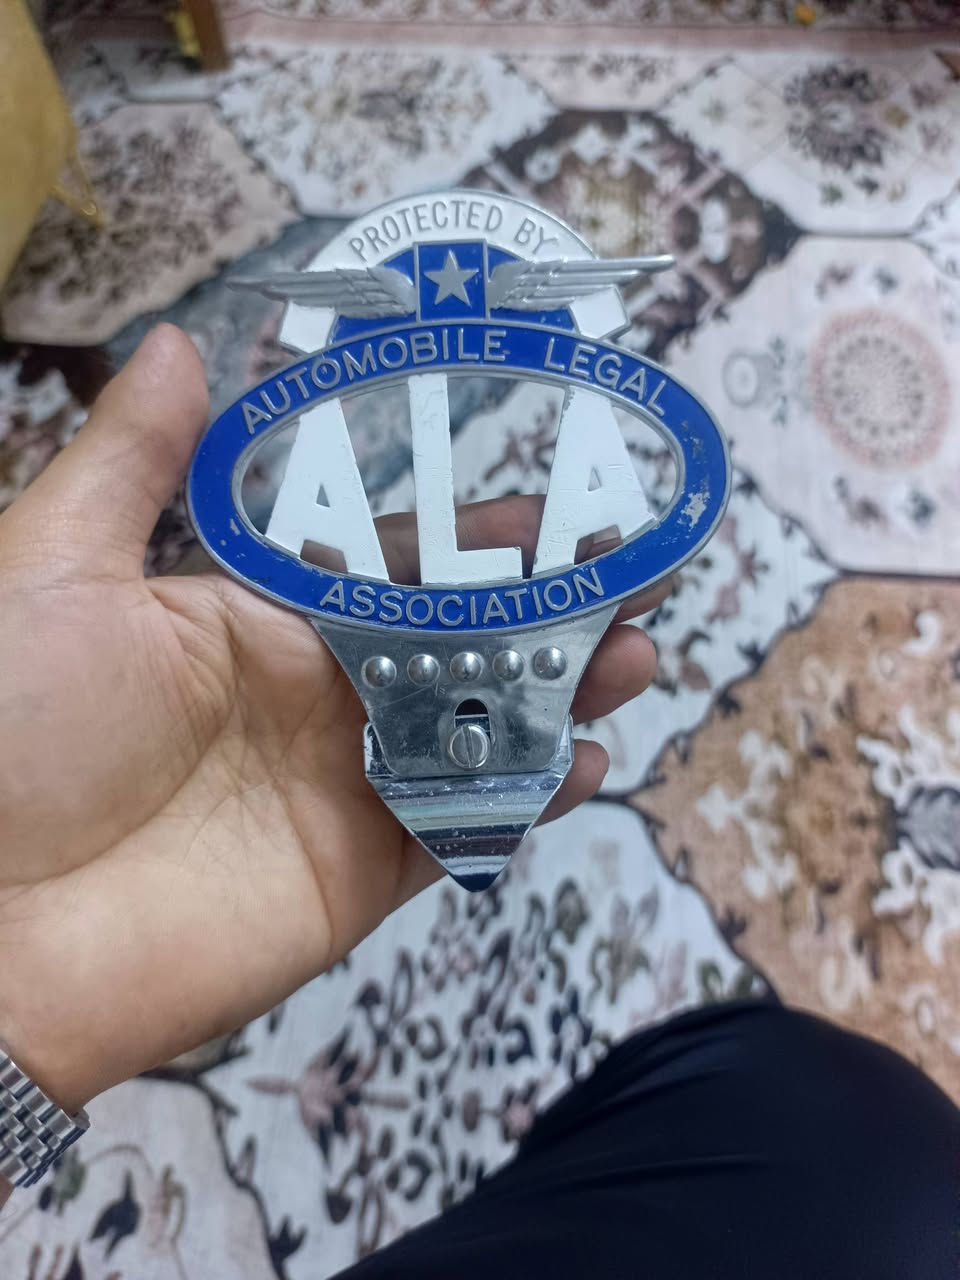 PROTECTED BY
AUTOMOBILE LEGAL
ALA
ASSOCIATION